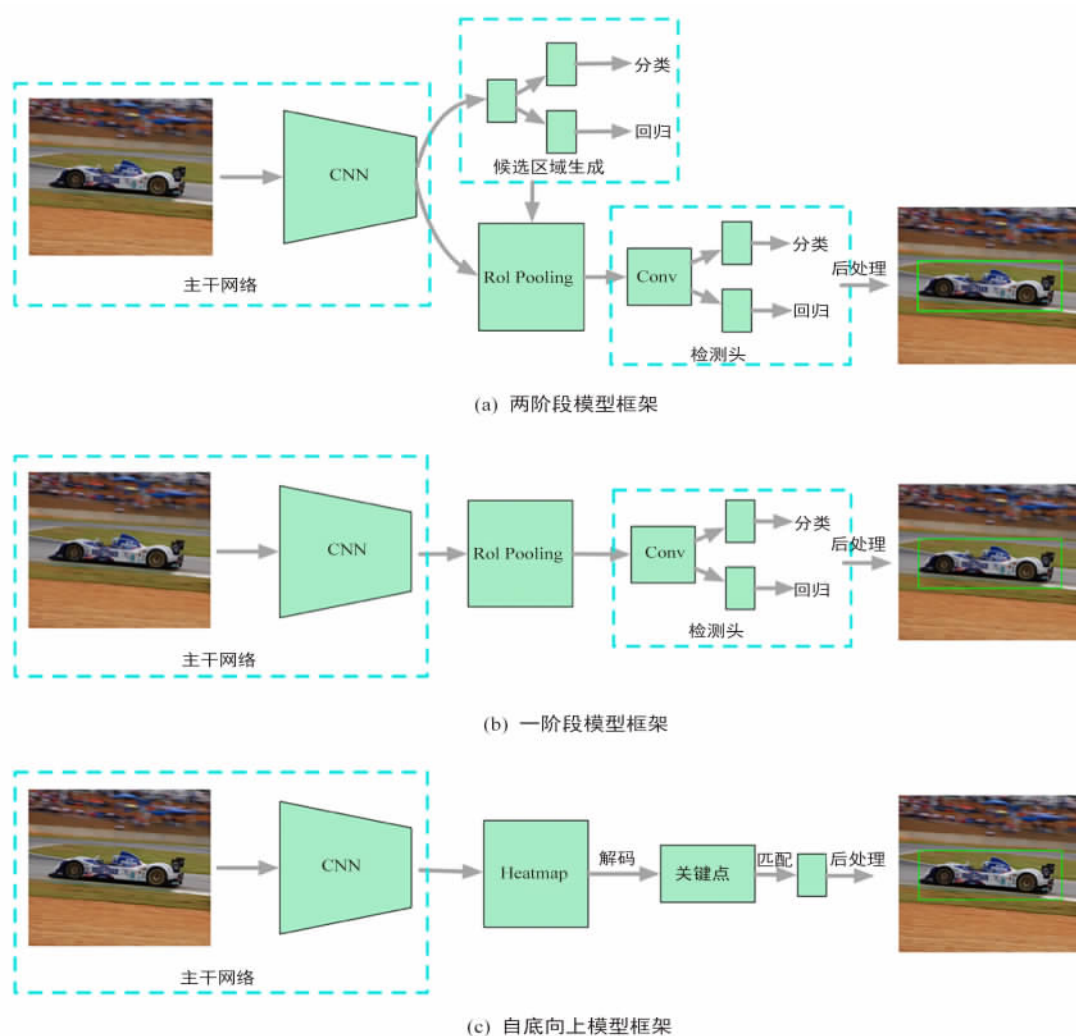 分类
CNN
回归
候选区域生成
主干网络
RoI Pooling
Conv
分类
回归
检测头
后处理
(a) 两阶段模型框架
CNN
主干网络
RoI Pooling
Conv
分类
回归
检测头
后处理
(b) 一阶段模型框架
CNN
主干网络
Heatmap
解码
关键点
匹配
后处理
(c) 自底向上模型框架